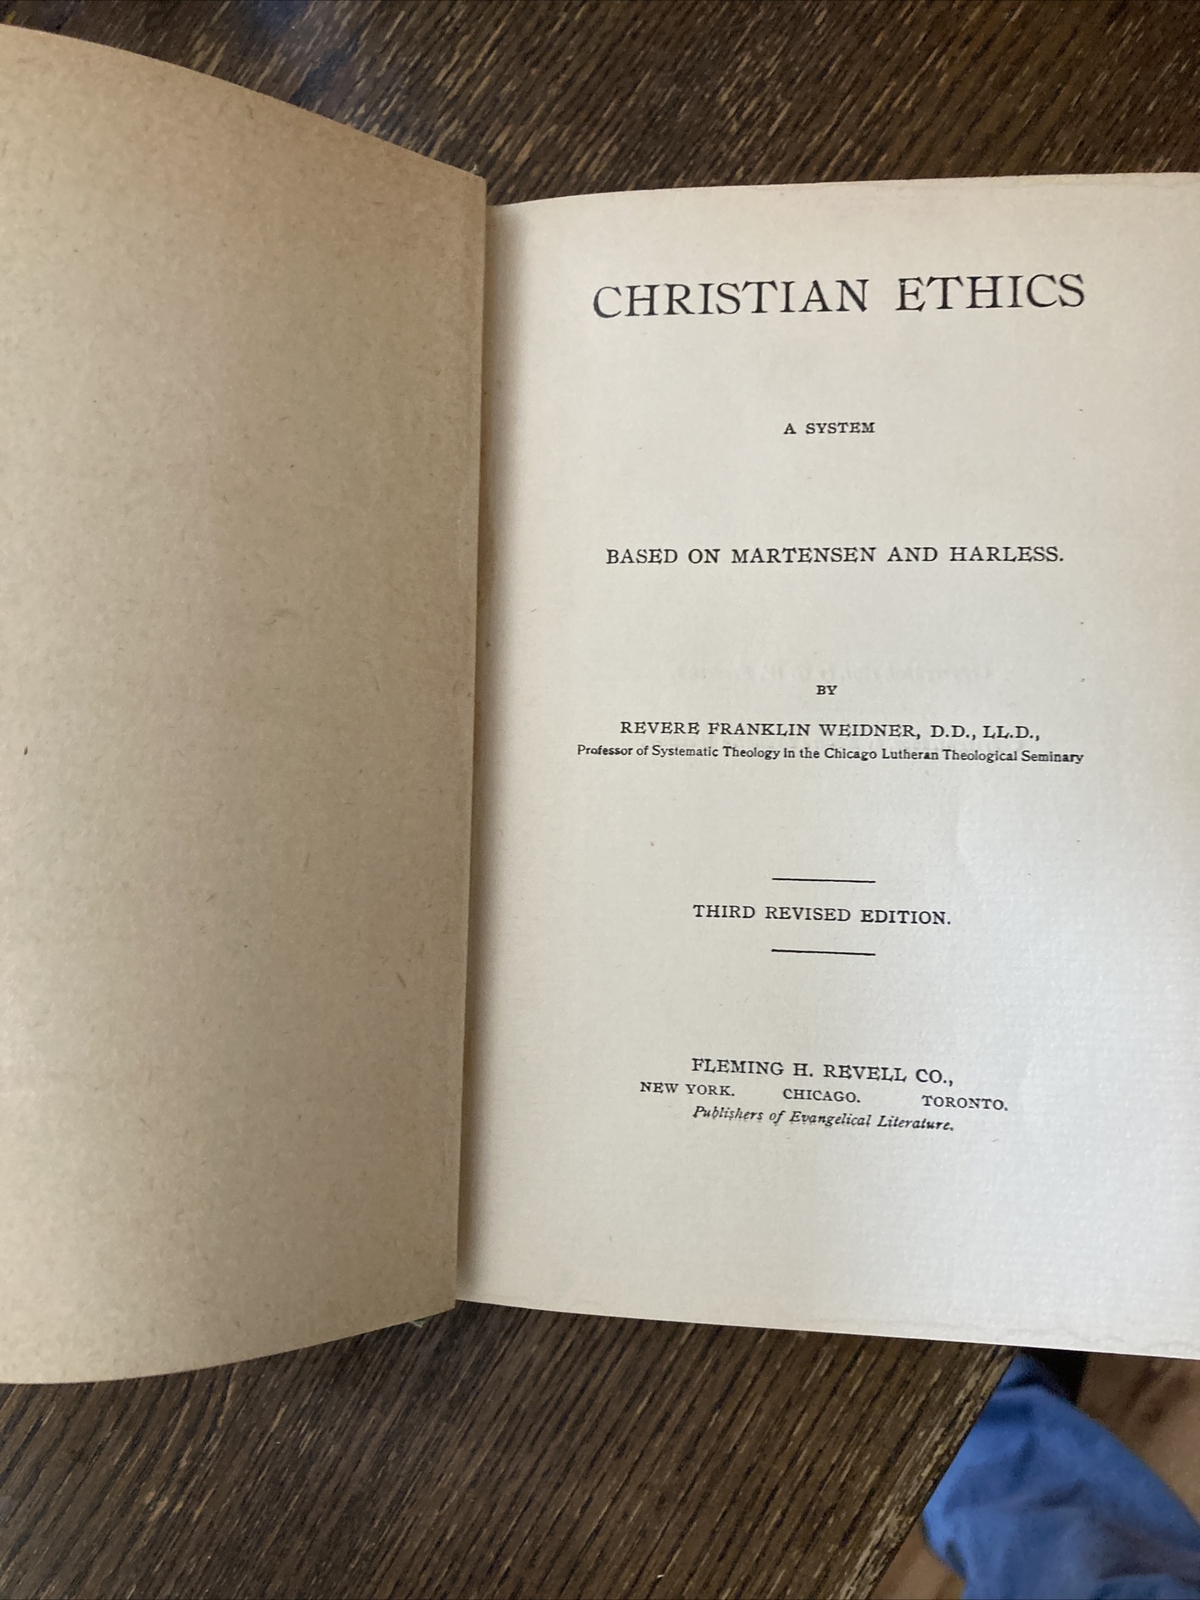 CHRISTIAN ETHICS
A SYSTEM
BASED ON MARTENSEN AND HARLESS.
BY
REVERE FRANKLIN WEIDNER, D.D., LL.D.,
Professor of Systematic Theology in the Chicago Lutheran Theological Seminary
THIRD REVISED EDITION.
FLEMING H. REVELL CO.,
NEW YORK. CHICAGO. TORONTO.
Publishers of Evangelical Literature.